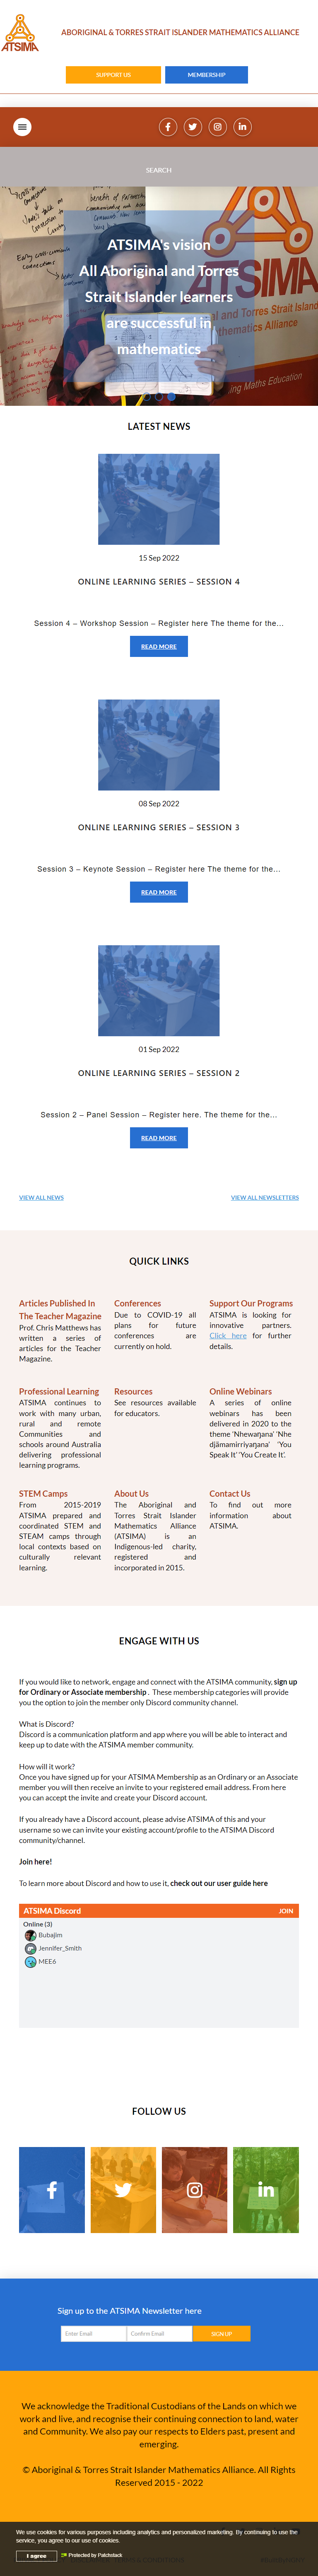 ATSIMA
ABORIGINAL & TORRES STRAIT ISLANDER MATHEMATICS ALLIANCE
SUPPORT US
MEMBERSHIP
SEARCH
ATSIMA's vision
All Aboriginal and Torres
Strait Islander learners
are successful in
mathematics
LATEST NEWS
15 Sep 2022
ONLINE LEARNING SERIES – SESSION 4
Session 4 – Workshop Session – Register here The theme for the...
READ MORE
08 Sep 2022
ONLINE LEARNING SERIES – SESSION 3
Session 3 – Keynote Session – Register here The theme for the...
READ MORE
01 Sep 2022
ONLINE LEARNING SERIES – SESSION 2
Session 2 – Panel Session – Register here. The theme for the...
READ MORE
VIEW ALL NEWS
VIEW ALL NEWSLETTERS
QUICK LINKS
Articles Published In
The Teacher Magazine
Prof. Chris Matthews has
written a series of
articles for the Teacher
Magazine.
Conferences
Due to COVID-19 all
plans for future
conferences are
currently on hold.
Support Our Programs
ATSIMA is looking for
innovative partners.
Click here for further
details.
Professional Learning
ATSIMA continues to
work with many urban,
rural and remote
Communities and
schools around Australia
delivering professional
learning programs.
Resources
See resources available
for educators.
Online Webinars
A series of online
webinars has been
delivered in 2020 to the
theme 'Nhewaŋana' 'Nhe
djämamirriyaŋana' 'You
Speak It' 'You Create It'.
STEM Camps
From 2015-2019
ATSIMA prepared and
coordinated STEM and
STEAM camps through
local contexts based on
culturally relevant
learning.
About Us
The Aboriginal and
Torres Strait Islander
Mathematics Alliance
(ATSIMA) is an
Indigenous-led charity,
registered and
incorporated in 2015.
Contact Us
To find out more
information about
ATSIMA.
ENGAGE WITH US
If you would like to network, engage and connect with the ATSIMA community, sign up
for Ordinary or Associate membership . These membership categories will provide
you the option to join the member only Discord community channel.
What is Discord?
Discord is a communication platform and app where you will be able to interact and
keep up to date with the ATSIMA member community.
How will it work?
Once you have signed up for your ATSIMA Membership as an Ordinary or an Associate
member you will then receive an invite to your registered email address. From here
you can accept the invite and create your Discord account.
If you already have a Discord account, please advise ATSIMA of this and your
username so we can invite your existing account/profile to the ATSIMA Discord
community/channel.
Join here!
To learn more about Discord and how to use it, check out our user guide here
ATSIMA Discord
JOIN
Online (3)
Bubajim
Jennifer_Smith
MEE6
FOLLOW US
Sign up to the ATSIMA Newsletter here
Enter Email
Confirm Email
SIGN UP
We acknowledge the Traditional Custodians of the Lands on which we
work and live, and recognise their continuing connection to land, water
and Community. We also pay our respects to Elders past, present and
emerging.
© Aboriginal & Torres Strait Islander Mathematics Alliance. All Rights
Reserved 2015 - 2022
We use cookies for various purposes including analytics and personalized marketing. By continuing to use the
service, you agree to our use of cookies.
I agree
Protected by Patchstack